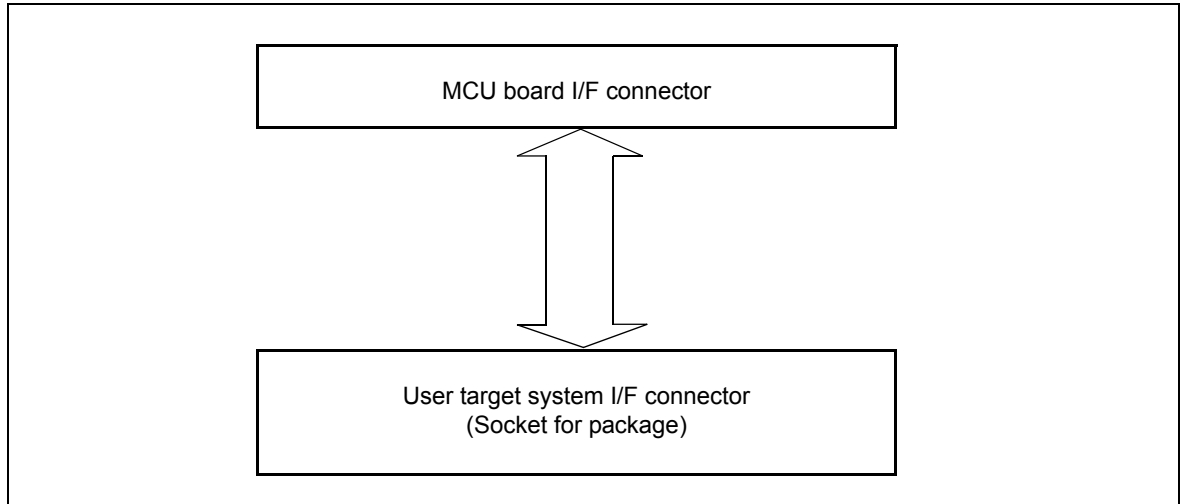 MCU board I/F connector
User target system I/F connector
(Socket for package)